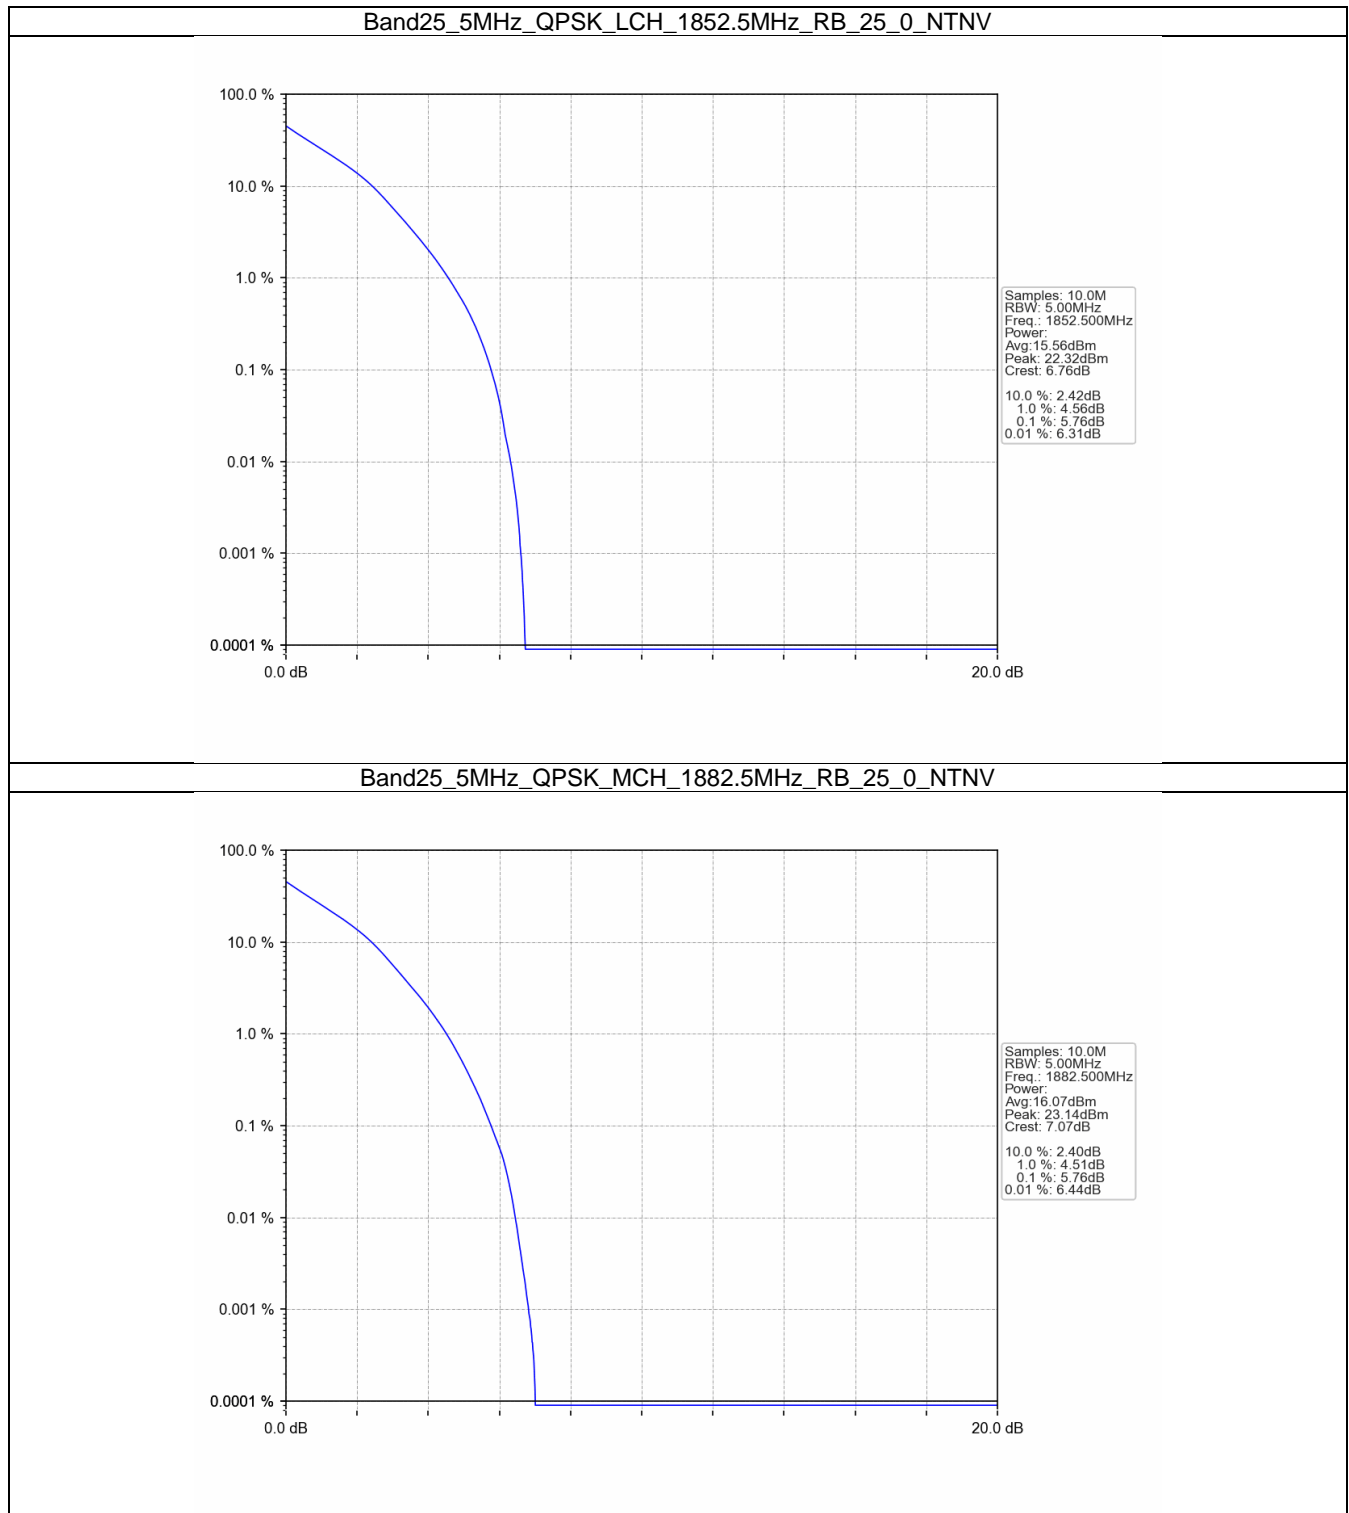 Band25_5MHz_QPSK_LCH_1852.5MHz_RB_25_0_NTNV
100.0 %
10.0 %
1.0 %
0.1 %
0.01 %
0.001 %
0.0001 %
0.0 dB
20.0 dB
Samples: 10.0M
RBW: 5.00MHz
Freq.: 1852.500MHz
Power:
Avg:15.56dBm
Peak: 22.32dBm
Crest: 6.76dB
10.0 %: 2.42dB
1.0 %: 4.56dB
0.1 %: 5.76dB
0.01 %: 6.31dB
Band25_5MHz_QPSK_MCH_1882.5MHz_RB_25_0_NTNV
100.0 %
10.0 %
1.0 %
0.1 %
0.01 %
0.001 %
0.0001 %
0.0 dB
20.0 dB
Samples: 10.0M
RBW: 5.00MHz
Freq.: 1882.500MHz
Power:
Avg:16.07dBm
Peak: 23.14dBm
Crest: 7.07dB
10.0 %: 2.40dB
1.0 %: 4.51dB
0.1 %: 5.76dB
0.01 %: 6.44dB